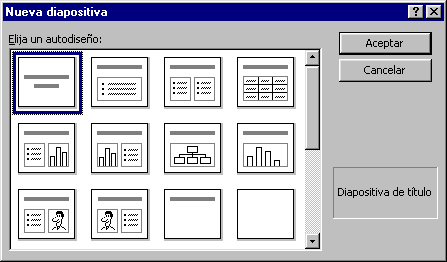 Nueva diapositiva
Elija un autodiseño:
Aceptar
Cancelar
Diapositiva de título